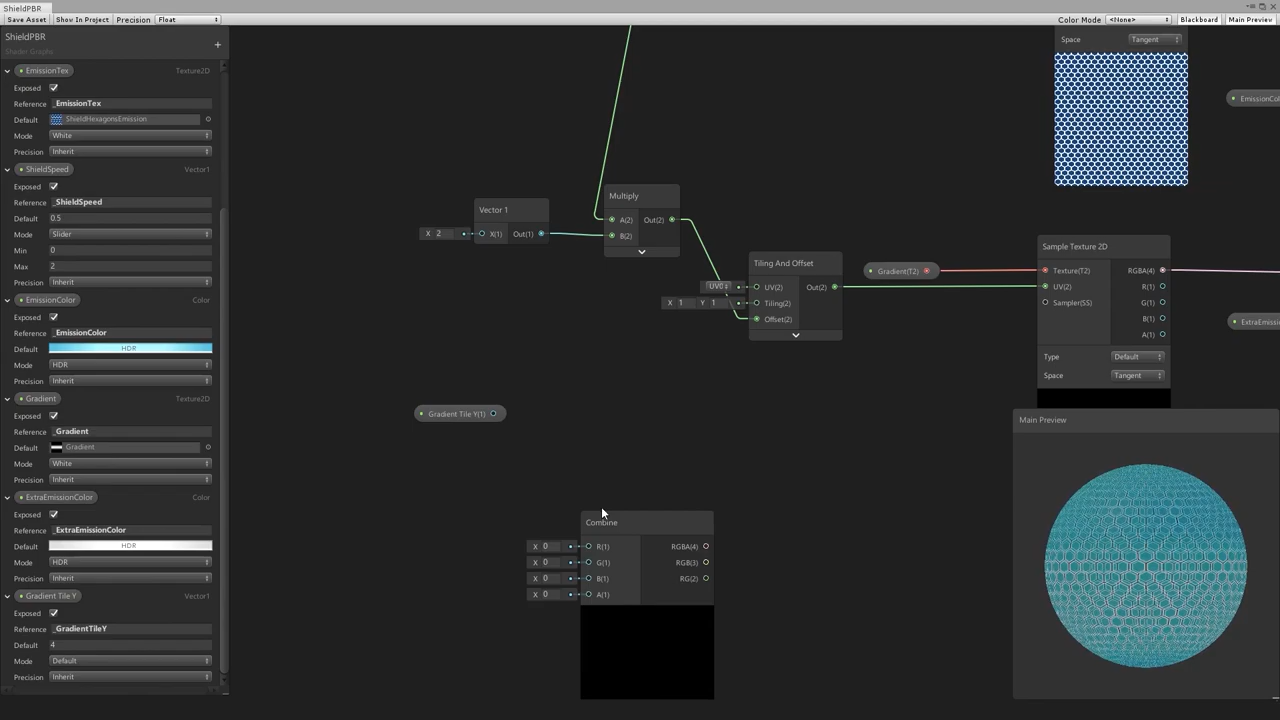 ShieldPBR
Save Asset Show In Project Precision Float Color Mode <None> Blackboard Main Preview
ShieldPBR
Shader Graphs
EmissionTex Texture2D
Exposed
Reference _EmissionTex
Default ShieldHexagonsEmission
Mode White
Precision Inherit
ShieldSpeed Vector1
Exposed
Reference _ShieldSpeed
Default 0.5
Mode Slider
Min 0
Max 2
Precision Inherit
EmissionColor Color
Exposed
Reference _EmissionColor
Default HDR
Mode HDR
Precision Inherit
Gradient Texture2D
Exposed
Reference _Gradient
Default Gradient
Mode White
Precision Inherit
ExtraEmissionColor Color
Exposed
Reference _ExtraEmissionColor
Default HDR
Mode HDR
Precision Inherit
Gradient Tile Y Vector1
Exposed
Reference _GradientTileY
Default 4
Mode Default
Precision Inherit
Vector 1
X 2 X(1) Out(1)
Multiply
A(2) Out(2)
B(2)
Tiling And Offset
UV0 UV(2) Out(2)
X 1 Y 1 Tiling(2)
Offset(2)
Gradient(T2)
Gradient Tile Y(1)
Combine
X 0 R(1) RGBA(4)
X 0 G(1) RGB(3)
X 0 B(1) RG(2)
X 0 A(1)
Space Tangent
EmissionCol
Sample Texture 2D
Texture(T2) RGBA(4)
UV(2) R(1)
Sampler(SS) G(1)
B(1)
A(1)
Type Default
Space Tangent
ExtraEmissi
Main Preview